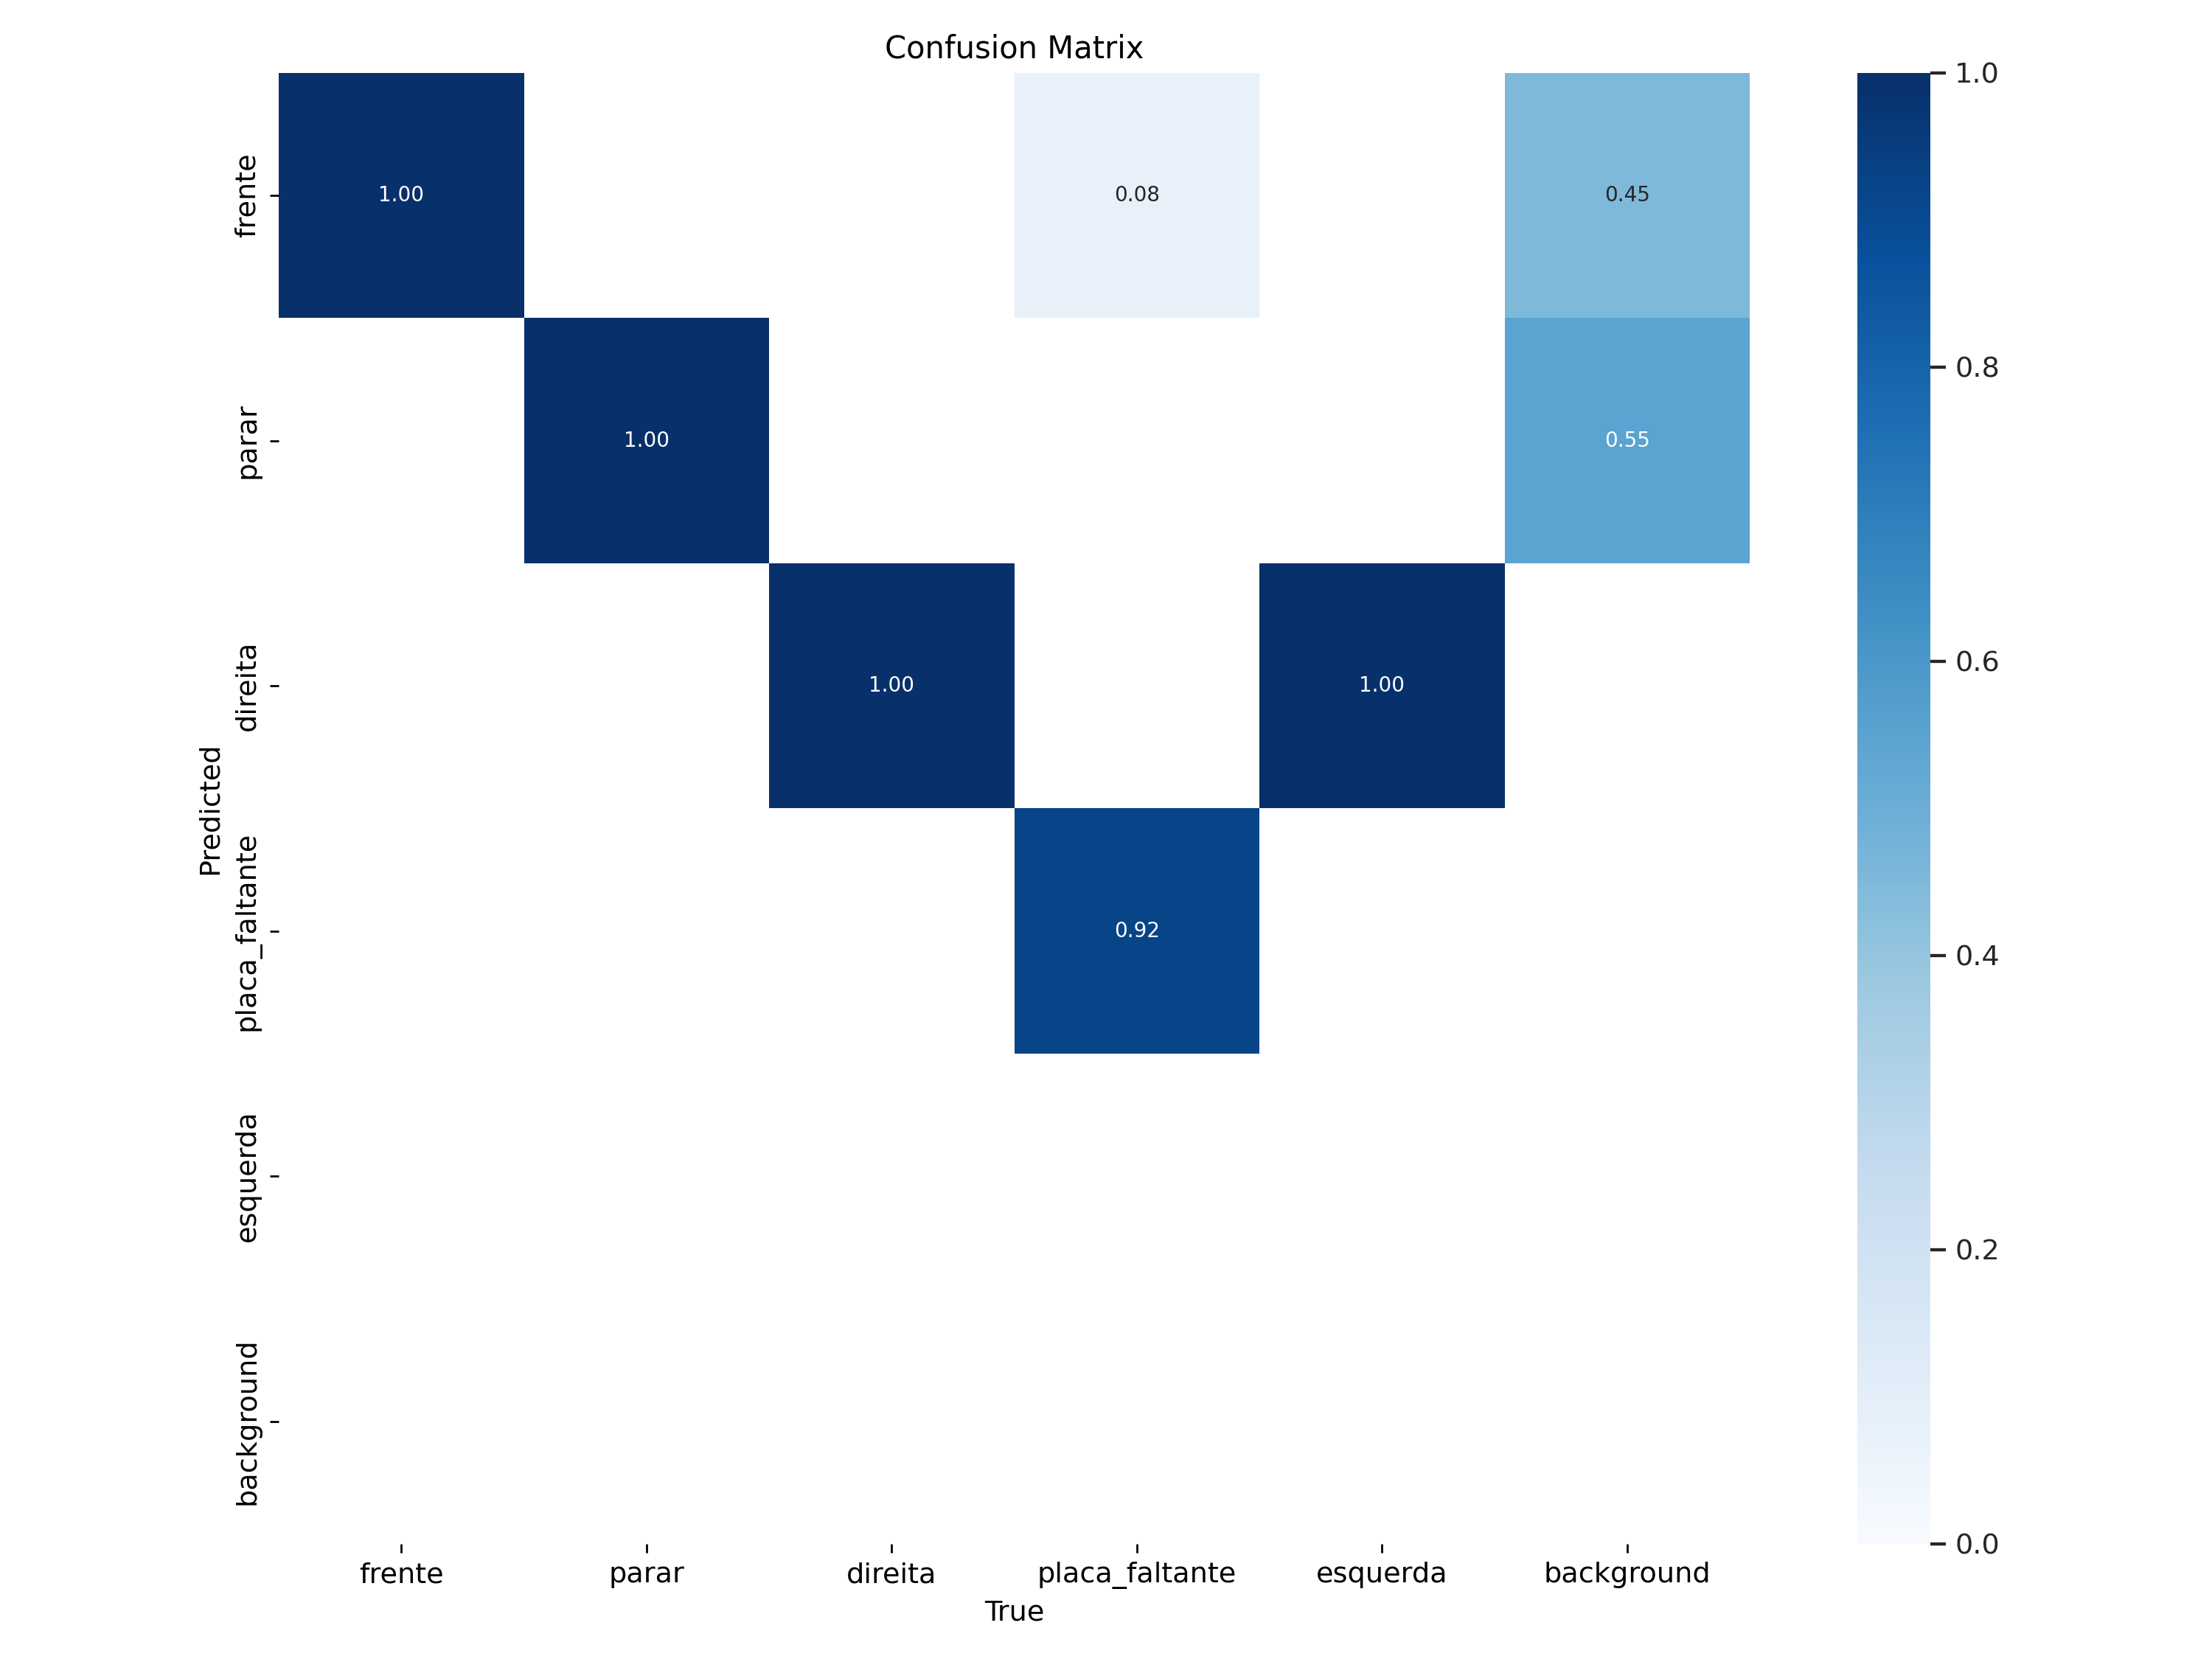 Confusion Matrix
frente
1.00
0.08
0.45
parar
1.00
0.55
direita
1.00
1.00
placa_faltante
0.92
esquerda
background
Predicted
frente
parar
direita
placa_faltante
esquerda
background
True
1.0
0.8
0.6
0.4
0.2
0.0